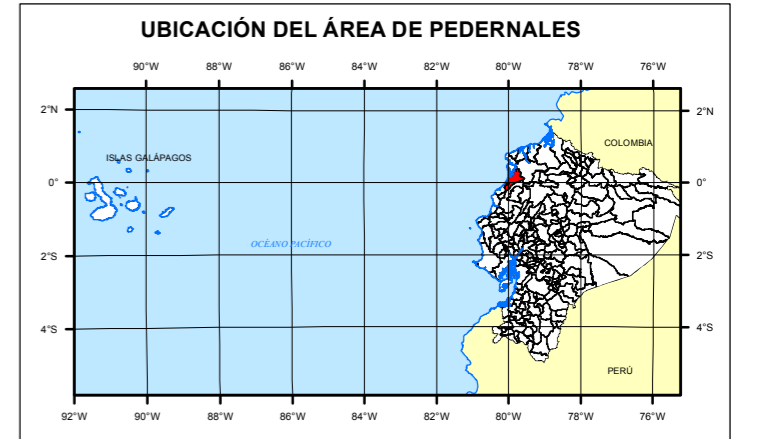 UBICACIÓN DEL ÁREA DE PEDERNALES
90°W 88°W 86°W 84°W 82°W 80°W 78°W 76°W
2°N 2°N
COLOMBIA
ISLAS GALÁPAGOS
0° 0°
OCÉANO PACÍFICO
2°S 2°S
4°S 4°S
PERÚ
92°W 90°W 88°W 86°W 84°W 82°W 80°W 78°W 76°W